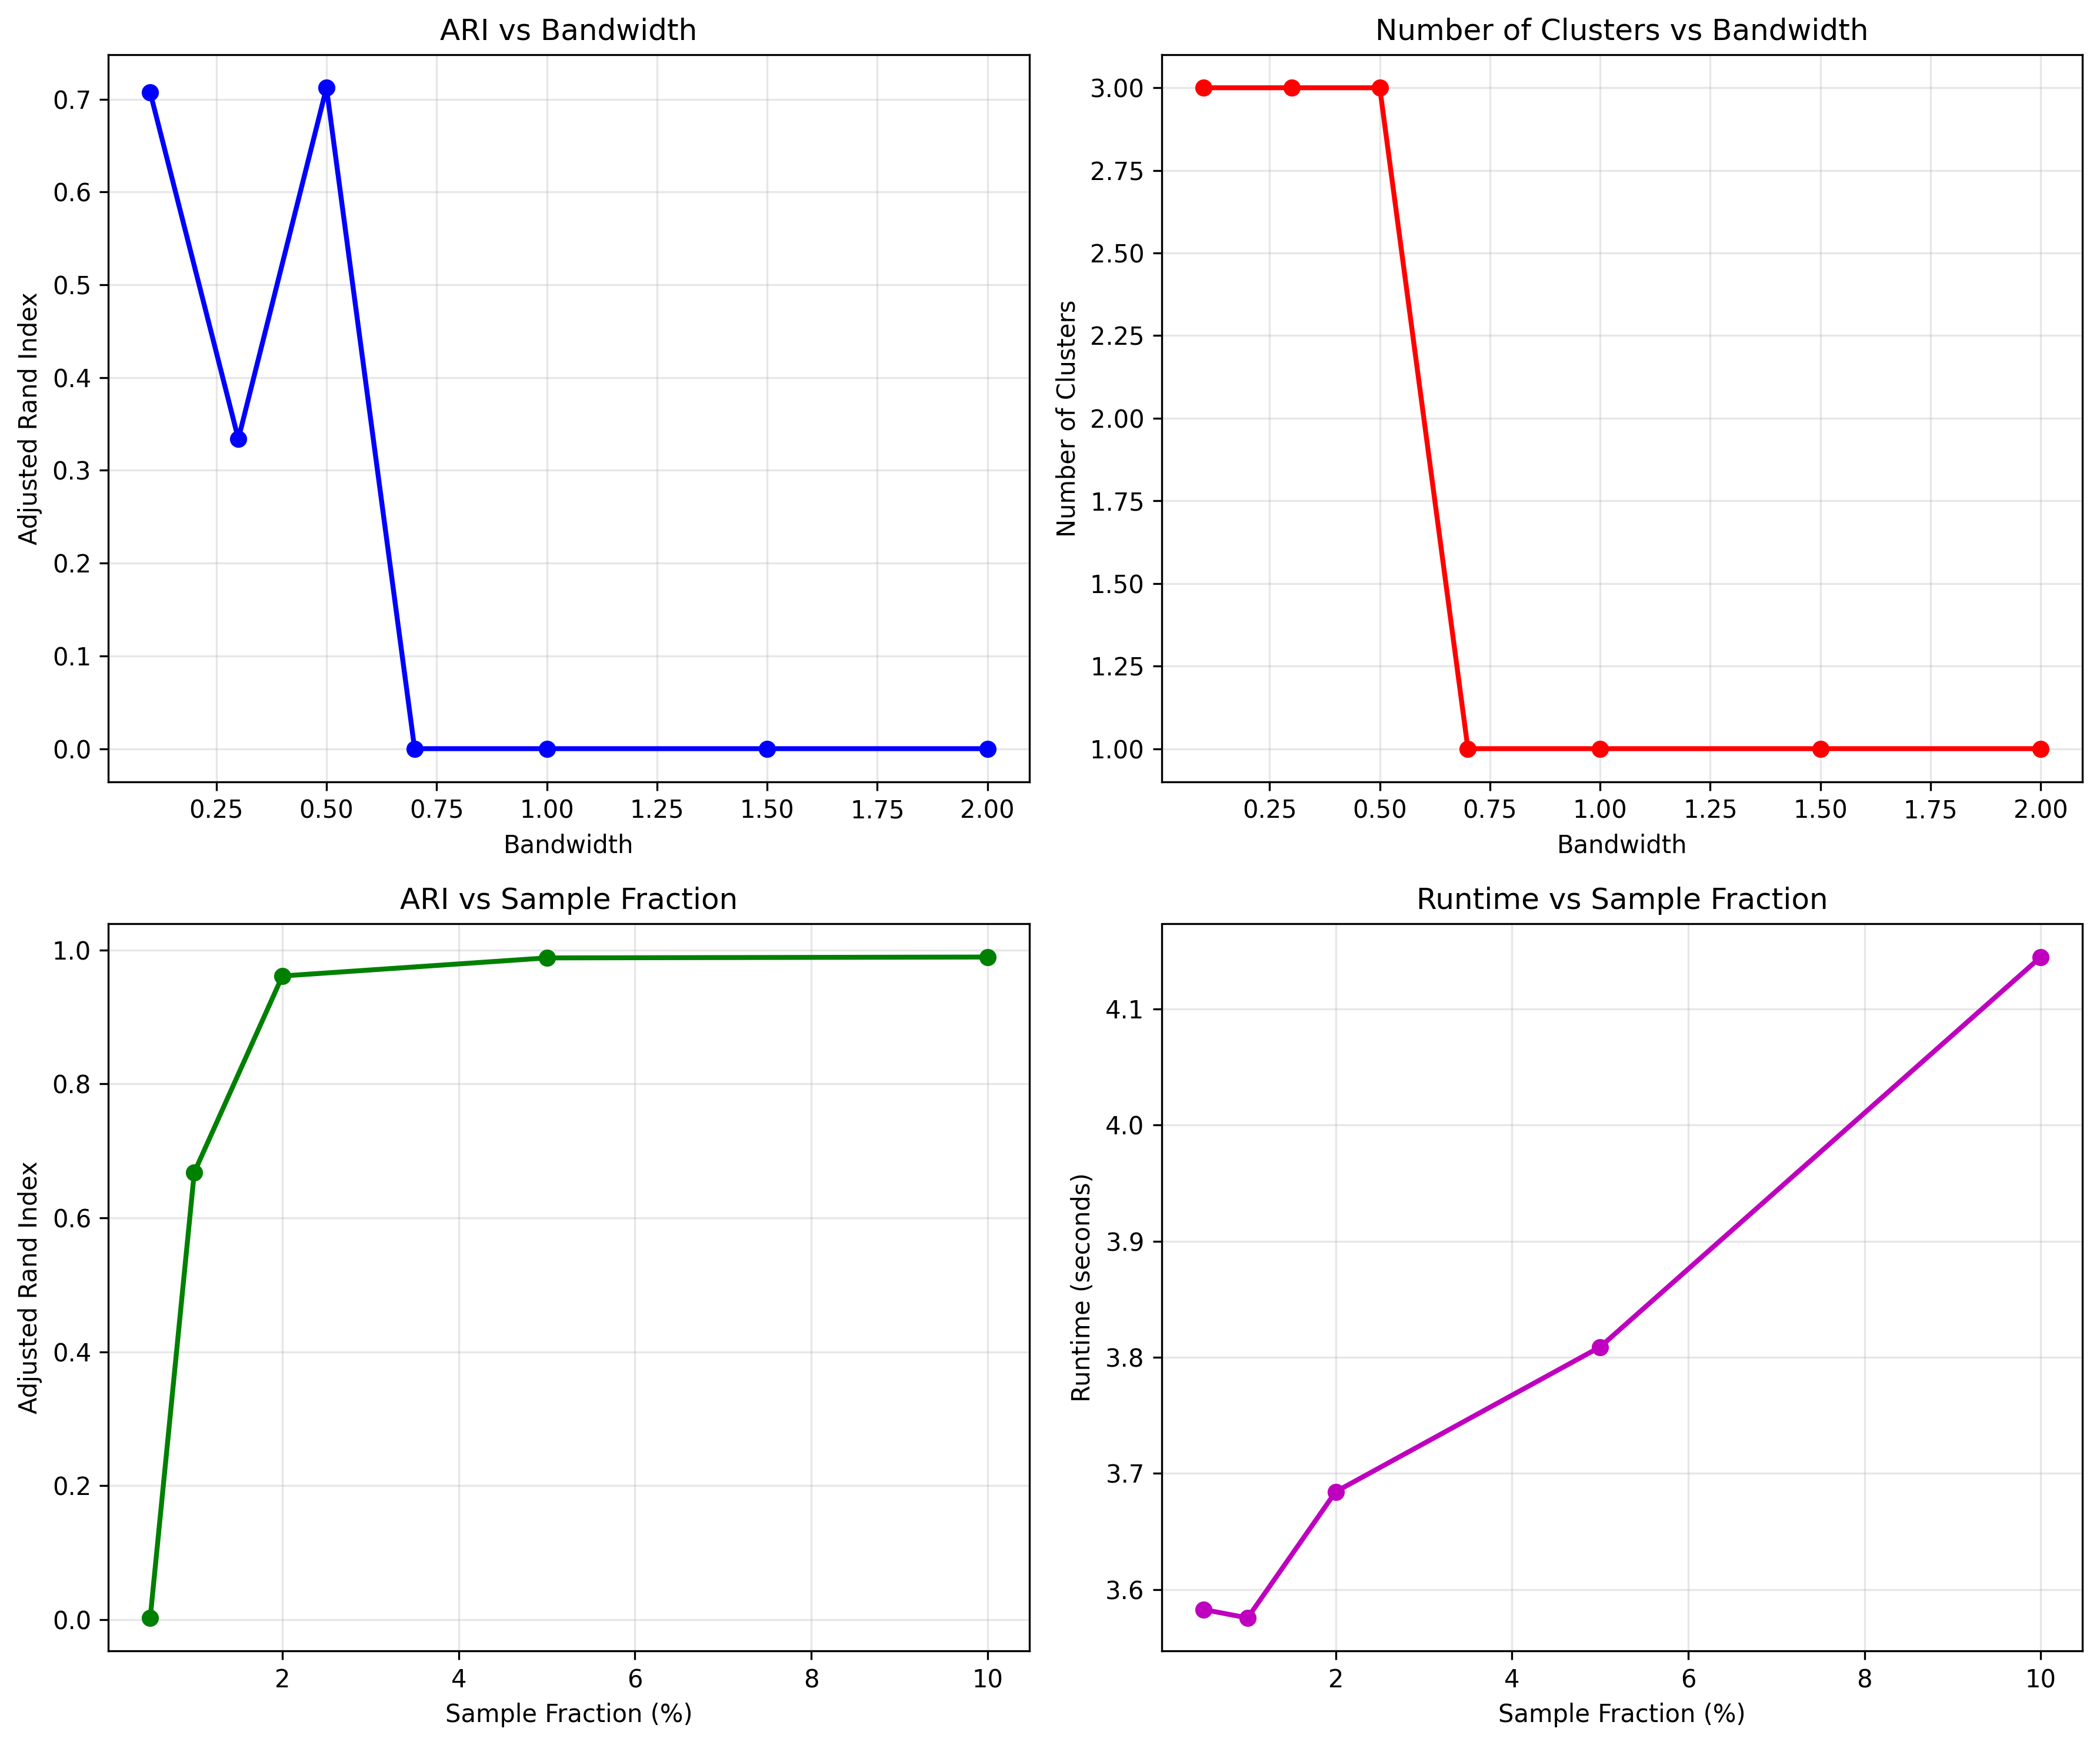 ARI vs Bandwidth
Adjusted Rand Index
0.7
0.6
0.5
0.4
0.3
0.2
0.1
0.0
0.25 0.50 0.75 1.00 1.25 1.50 1.75 2.00
Bandwidth
Number of Clusters vs Bandwidth
Number of Clusters
3.00
2.75
2.50
2.25
2.00
1.75
1.50
1.25
1.00
0.25 0.50 0.75 1.00 1.25 1.50 1.75 2.00
Bandwidth
ARI vs Sample Fraction
Adjusted Rand Index
1.0
0.8
0.6
0.4
0.2
0.0
2 4 6 8 10
Sample Fraction (%)
Runtime vs Sample Fraction
Runtime (seconds)
4.1
4.0
3.9
3.8
3.7
3.6
2 4 6 8 10
Sample Fraction (%)